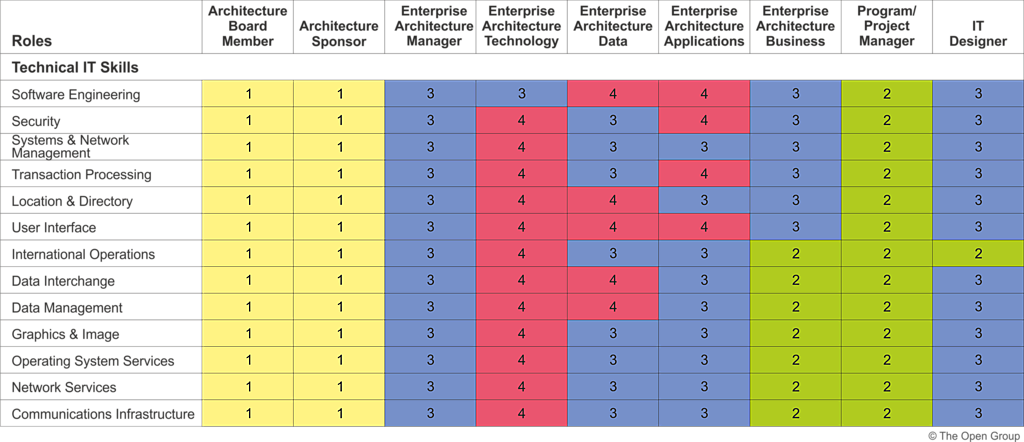 Roles Architecture Board Member Architecture Sponsor Enterprise Architecture Manager Enterprise Architecture Technology Enterprise Architecture Data Enterprise Architecture Applications Enterprise Architecture Business Program/ Project Manager IT Designer
Technical IT Skills
Software Engineering 1 1 3 3 4 4 3 2 3
Security 1 1 3 4 3 4 3 2 3
Systems & Network Management 1 1 3 4 3 3 3 2 3
Transaction Processing 1 1 3 4 3 4 3 2 3
Location & Directory 1 1 3 4 4 3 3 2 3
User Interface 1 1 3 4 4 4 3 2 3
International Operations 1 1 3 4 3 3 2 2 2
Data Interchange 1 1 3 4 4 3 2 2 3
Data Management 1 1 3 4 4 3 2 2 3
Graphics & Image 1 1 3 4 3 3 2 2 3
Operating System Services 1 1 3 4 3 3 2 2 3
Network Services 1 1 3 4 3 3 2 2 3
Communications Infrastructure 1 1 3 4 3 3 2 2 3
© The Open Group